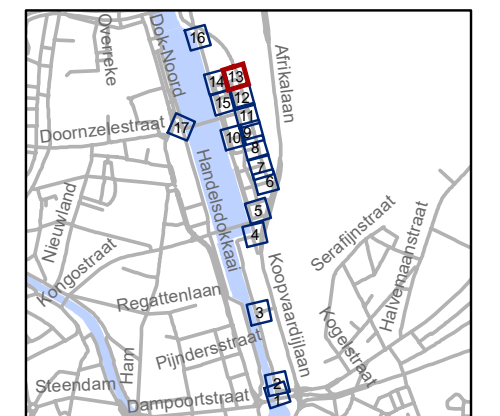 Overreke
Dok-Noord
16
Afrikalaan
14
13
15
12
11
Doornzelestraat
17
10
9
8
7
6
Handelsdokkaai
Nieuwland
5
4
Serafijnstraat
Halvemaanstraat
Kongostraat
Koopvaardijlaan
Regattenlaan
3
Kogelstraat
Pijndersstraat
Ham
Steendam
2
Dampoortstraat
1